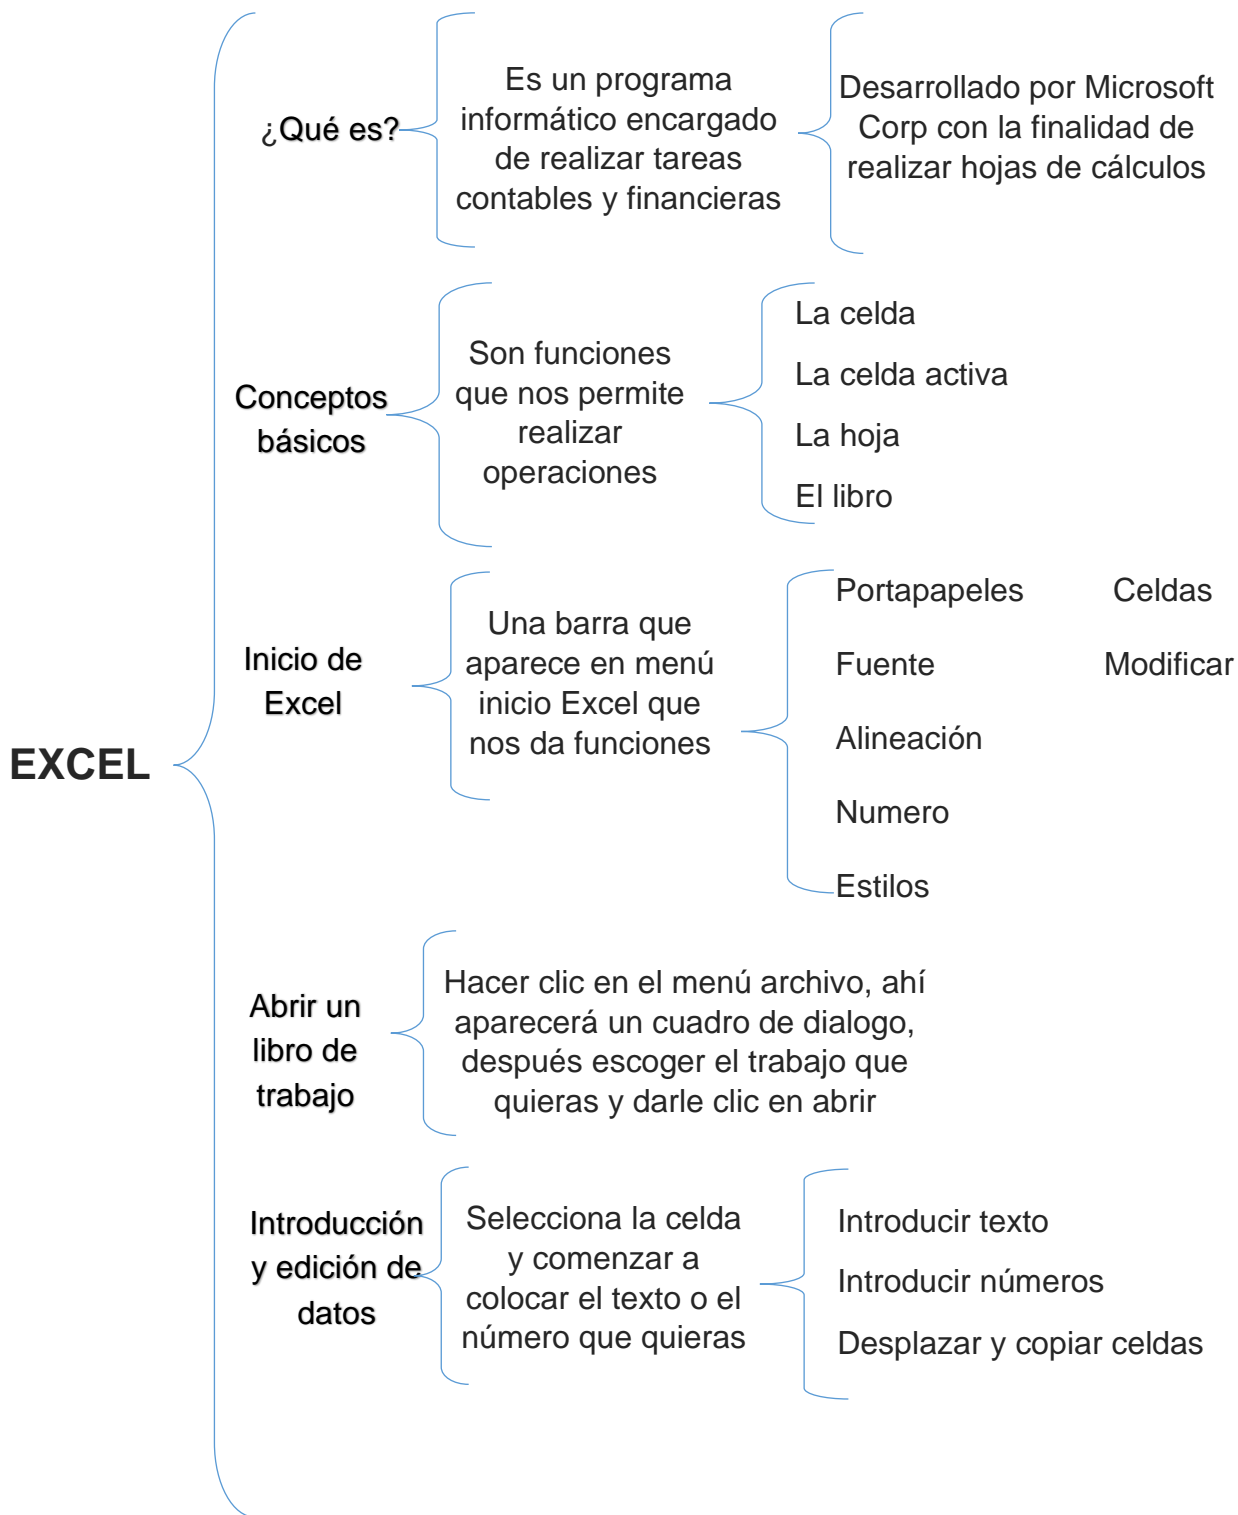 EXCEL
¿Qué es?
Es un programa
informático encargado
de realizar tareas
contables y financieras
Desarrollado por Microsoft
Corp con la finalidad de
realizar hojas de cálculos
Conceptos
básicos
Son funciones
que nos permite
realizar
operaciones
La celda
La celda activa
La hoja
El libro
Inicio de
Excel
Una barra que
aparece en menú
inicio Excel que
nos da funciones
Portapapeles Celdas
Fuente Modificar
Alineación
Numero
Estilos
Abrir un
libro de
trabajo
Hacer clic en el menú archivo, ahí
aparecerá un cuadro de dialogo,
después escoger el trabajo que
quieras y darle clic en abrir
Introducción
y edición de
datos
Selecciona la celda
y comenzar a
colocar el texto o el
número que quieras
Introducir texto
Introducir números
Desplazar y copiar celdas